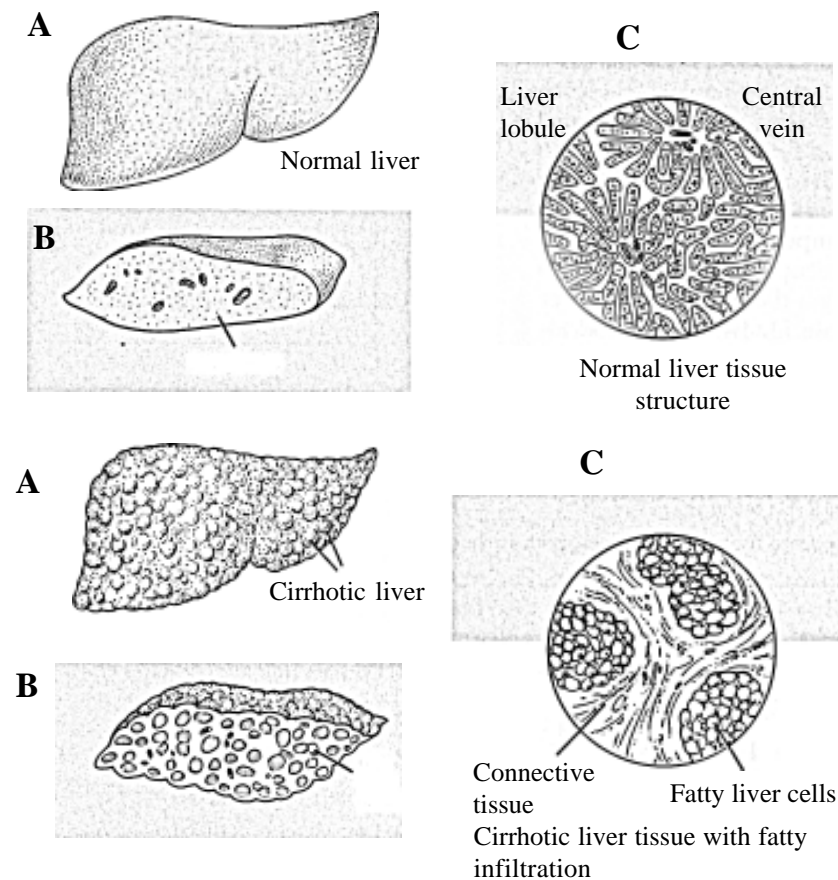 A
Normal liver
B
C
Liver
lobule
Central
vein
Normal liver tissue
structure
A
Cirrhotic liver
B
C
Connective
tissue
Fatty liver cells
Cirrhotic liver tissue with fatty
infiltration